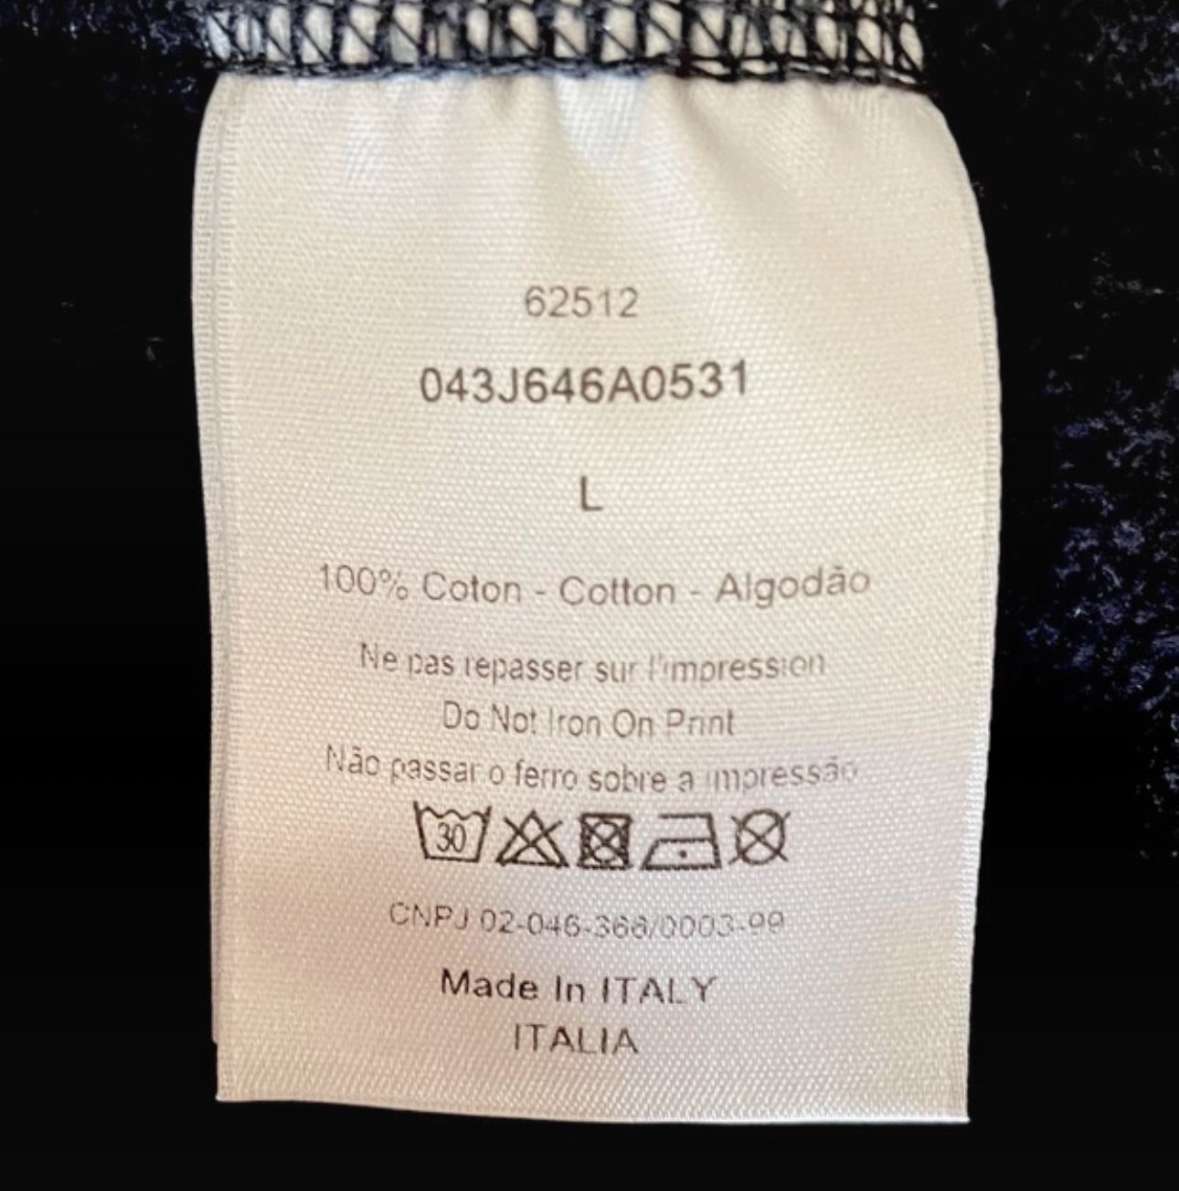 62512
043J646A0531
L
100% Coton - Cotton - Algodão
Ne pas repasser sur l'impression
Do Not Iron On Print
Não passar o ferro sobre a impressão
30
CNPJ 02-046-368/0003-99
Made In ITALY
ITALIA